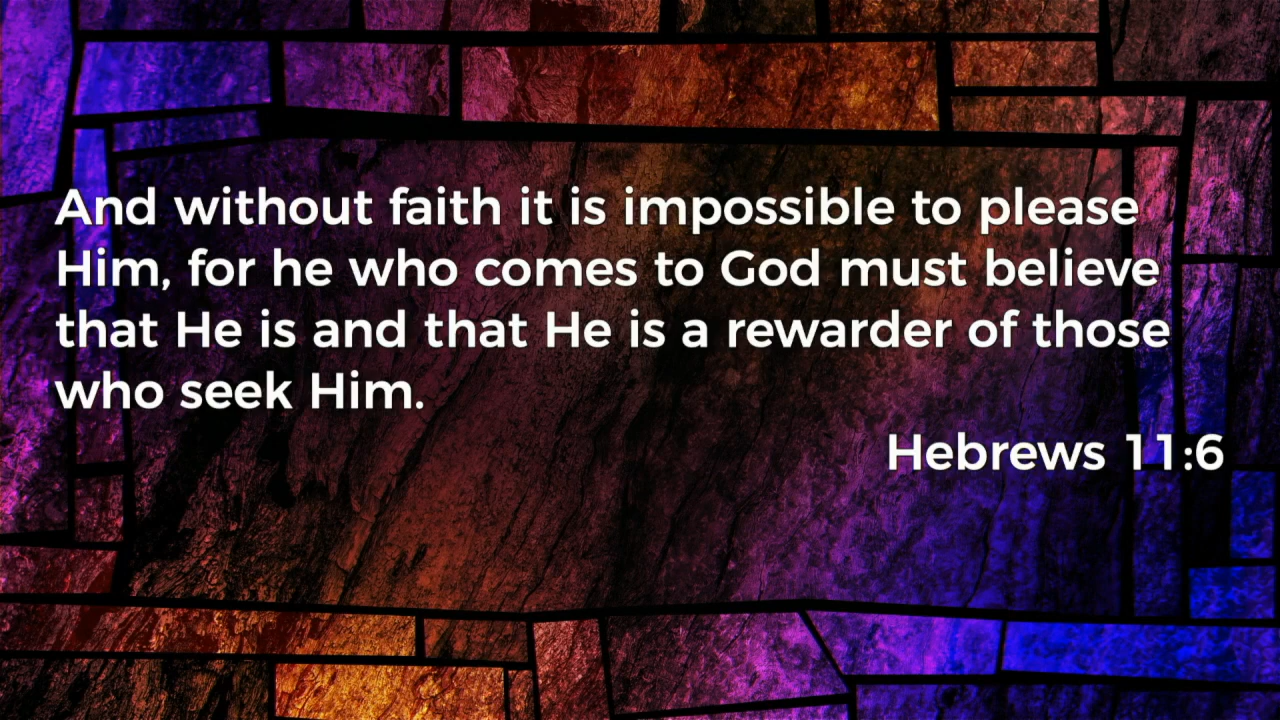 And without faith it is impossible to please
Him, for he who comes to God must believe
that He is and that He is a rewarder of those
who seek Him.
Hebrews 11:6